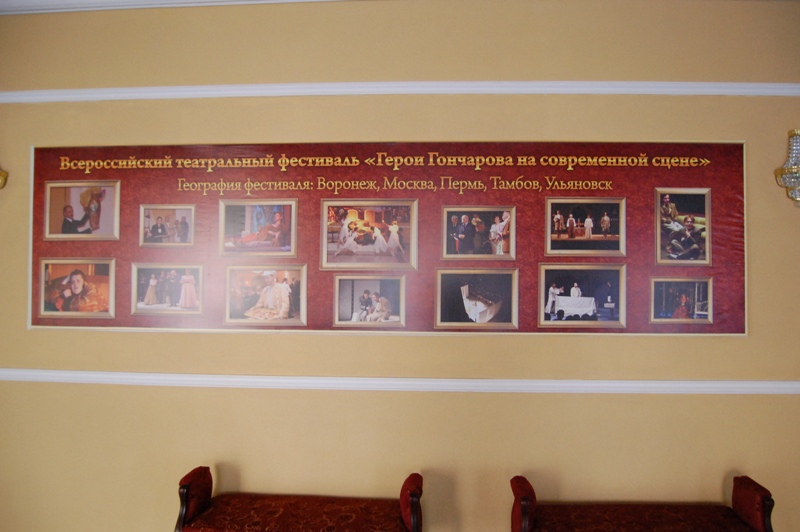 Всероссийский театральный фестиваль «Герои Гончарова на современной сцене»
География фестиваля: Воронеж, Москва, Пермь, Тамбов, Ульяновск